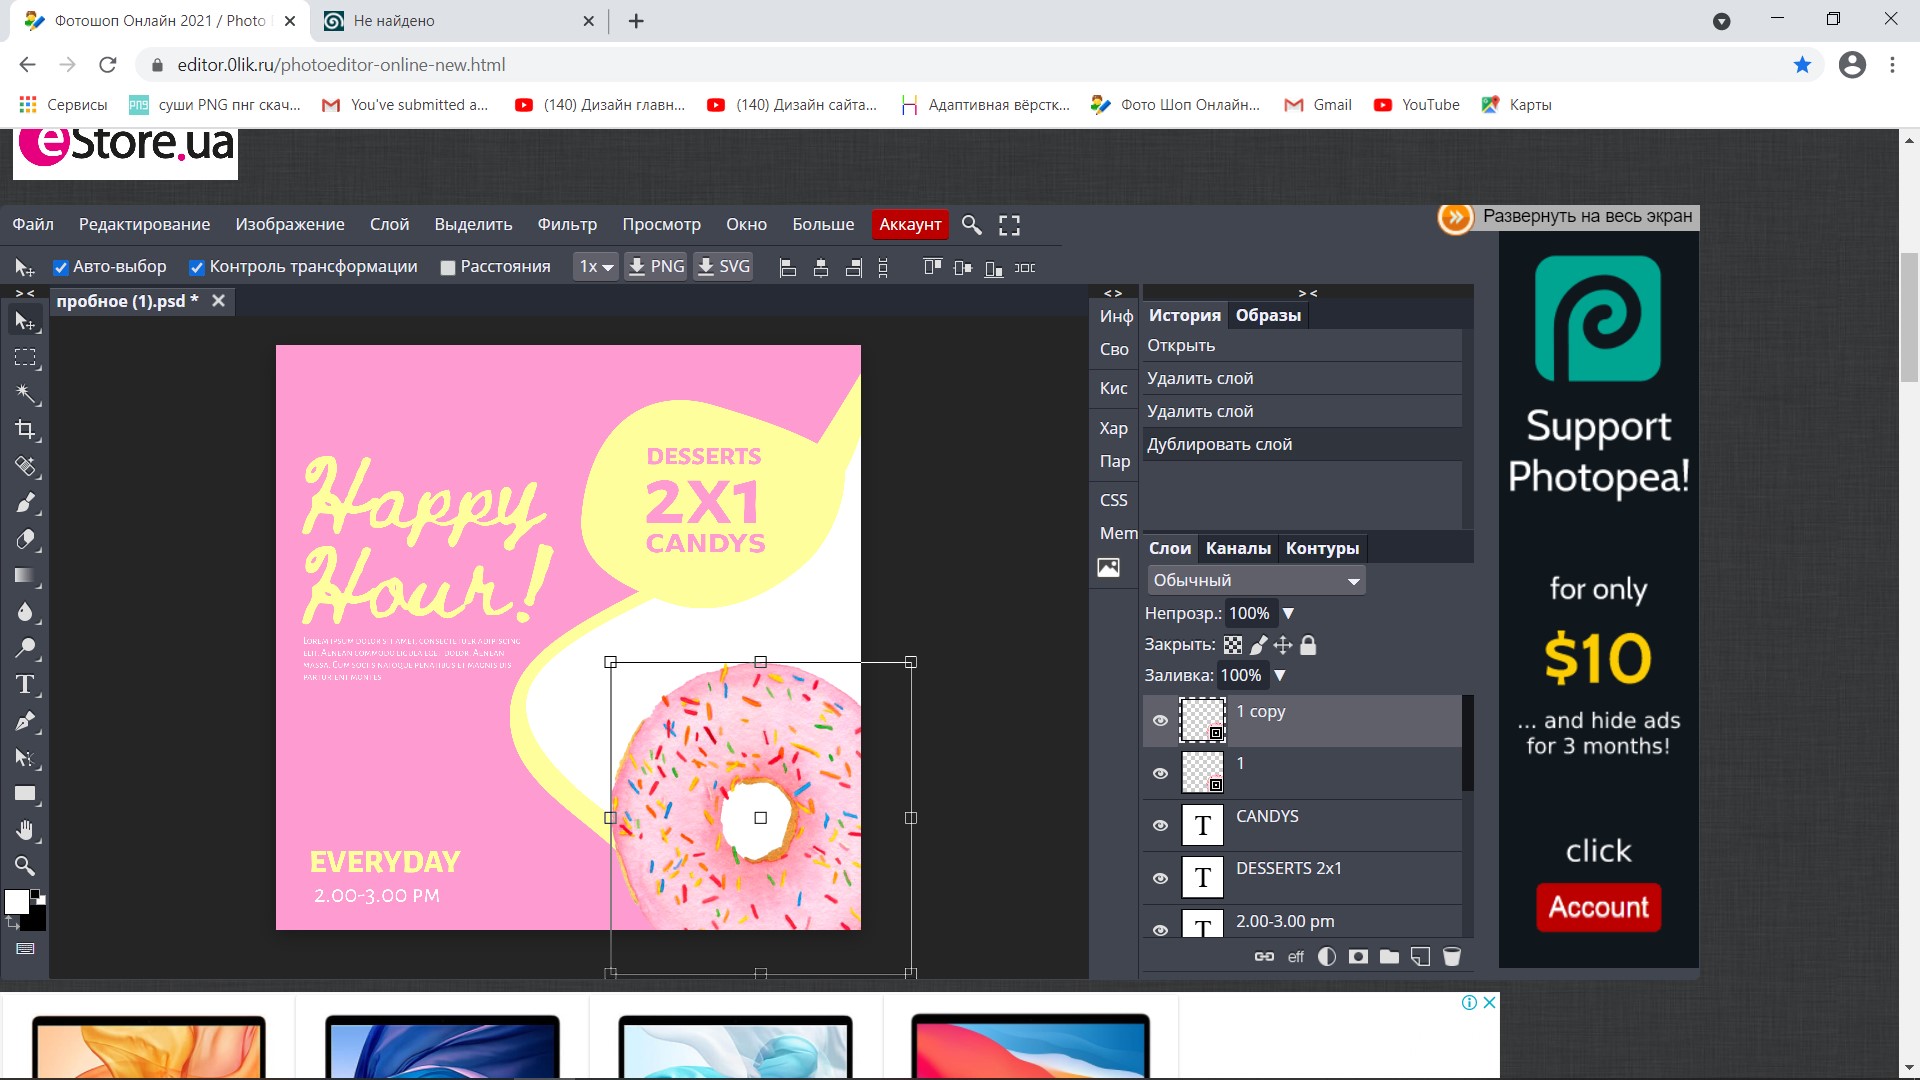 Фотошоп Онлайн 2021 / Photo
Не найдено
editor.0lik.ru/photoeditor-online-new.html
Сервисы
суши PNG пнг скач...
You've submitted a...
(140) Дизайн главн...
(140) Дизайн сайта...
Адаптивная вёрстк...
Фото Шоп Онлайн...
Gmail
YouTube
Карты
eStore.ua
Развернуть на весь экран
Файл Редактирование Изображение Слой Выделить Фильтр Просмотр Окно Больше Аккаунт
Авто-выбор Контроль трансформации Расстояния 1x PNG SVG
> <
пробное (1).psd *
< >
> <
Инф
Сво
Кис
Хар
Пар
CSS
Мет
История Образы
Открыть
Удалить слой
Удалить слой
Дублировать слой
Слои Каналы Контуры
Обычный
Непрозр.: 100%
Закрыть:
Заливка: 100%
1 copy
1
T CANDYS
T DESSERTS 2x1
T 2.00-3.00 pm
eff
DESSERTS
2X1
CANDYS
Happy
Hour!
Lorem ipsum dolor sit amet, consectetuer adipiscing
elit. Aenean commodo ligula eget dolor. Aenean
massa. Cum sociis natoque penatibus et magnis dis
parturient montes
EVERYDAY
2.00-3.00 PM
Support
Photopea!
for only
$10
... and hide ads
for 3 months!
click
Account